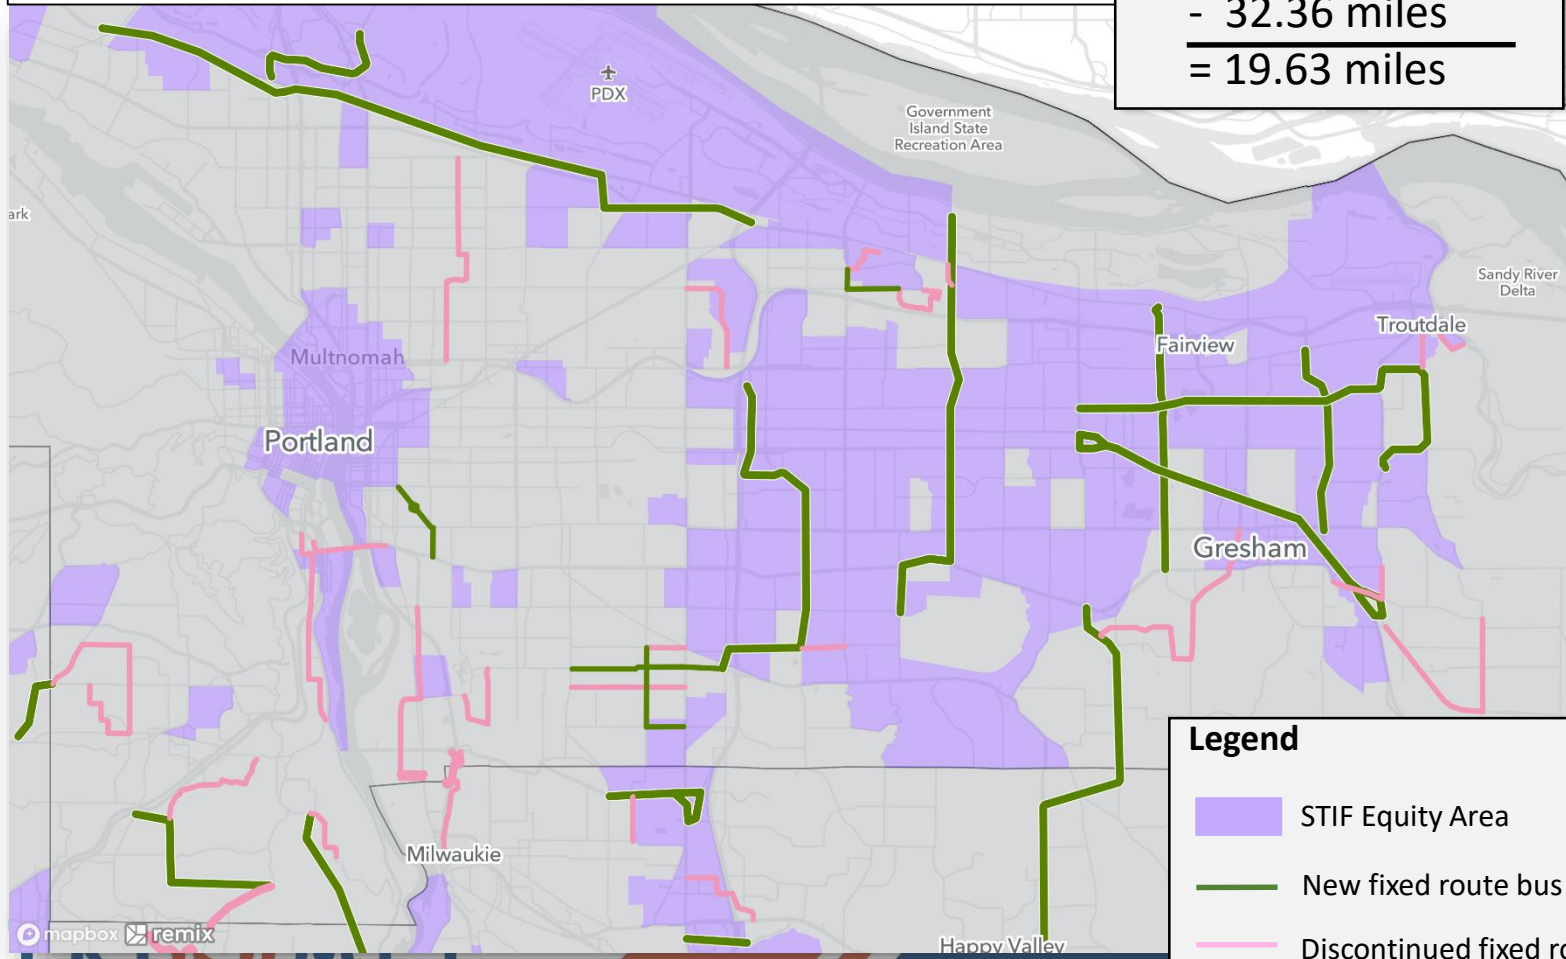 - 32.36 miles
= 19.63 miles
PDX
Government
Island State
Recreation Area
ark
Sandy River
Delta
Troutdale
Fairview
Multnomah
Portland
Gresham
Legend
STIF Equity Area
Milwaukie
New fixed route bus
mapbox remix
Happy Valley
Discontinued fixed ro